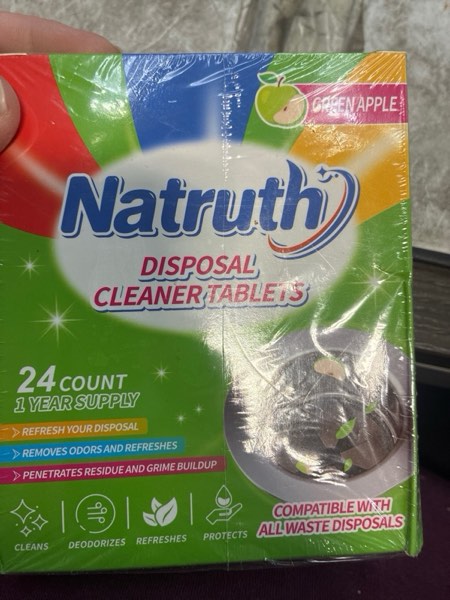 GREEN APPLE
Natruth
DISPOSAL
CLEANER TABLETS
24 COUNT
1 YEAR SUPPLY
REFRESH YOUR DISPOSAL
REMOVES ODORS AND REFRESHES
PENETRATES RESIDUE AND GRIME BUILDUP
CLEANS
DEODORIZES
REFRESHES
PROTECTS
COMPATIBLE WITH
ALL WASTE DISPOSALS